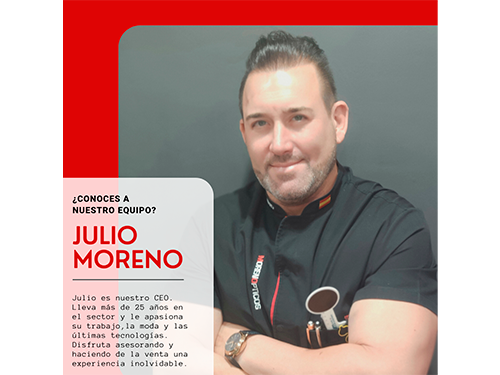 ¿CONOCES A
NUESTRO EQUIPO?
JULIO
MORENO
Julio es nuestro CEO.
Lleva más de 25 años en
el sector y le apasiona
su trabajo,la moda y las
últimas tecnologías.
Disfruta asesorando y
haciendo de la venta una
experiencia inolvidable.